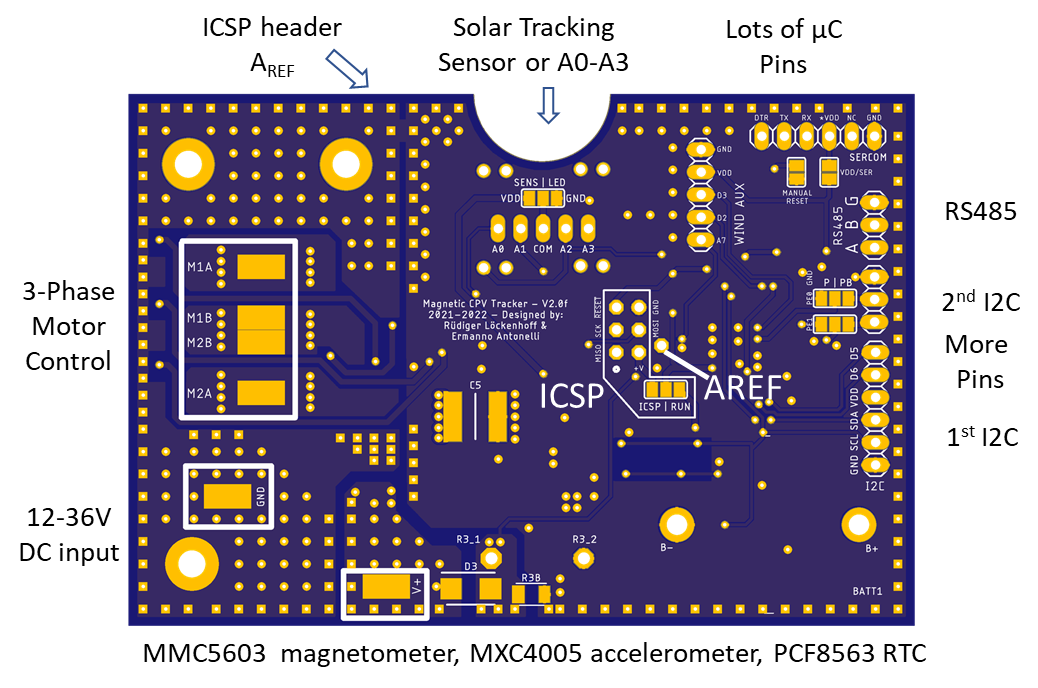 ICSP header
AREF
Solar Tracking
Sensor or A0-A3
Lots of µC
Pins
DTR TX RX *VDD NC GND
SERCOM
MANUAL
RESET
VDD/SER
GND
VDD
D3
D2
A7
WIND AUX
SENS | LED
VDD GND
A0 A1 COM A2 A3
RS485
A B G
RS485
3-Phase
Motor
Control
M1A
M1B
M2B
M2A
Magnetic CPV Tracker – V2.0f
2021-2022 – Designed by:
Rüdiger Löckenhoff &
Ermanno Antonelli
MISO SCK RESET
MOSI GND
+V
ICSP
AREF
ICSP | RUN
P | PB
PE0 GND
PE1
2nd I2C
More
Pins
1st I2C
GND SCL SDA VDD D6 D5
I2C
C5
12-36V
DC input
GND
V+
R3_1
R3_2
D3
R3B
B-
B+
BATT1
MMC5603 magnetometer, MXC4005 accelerometer, PCF8563 RTC